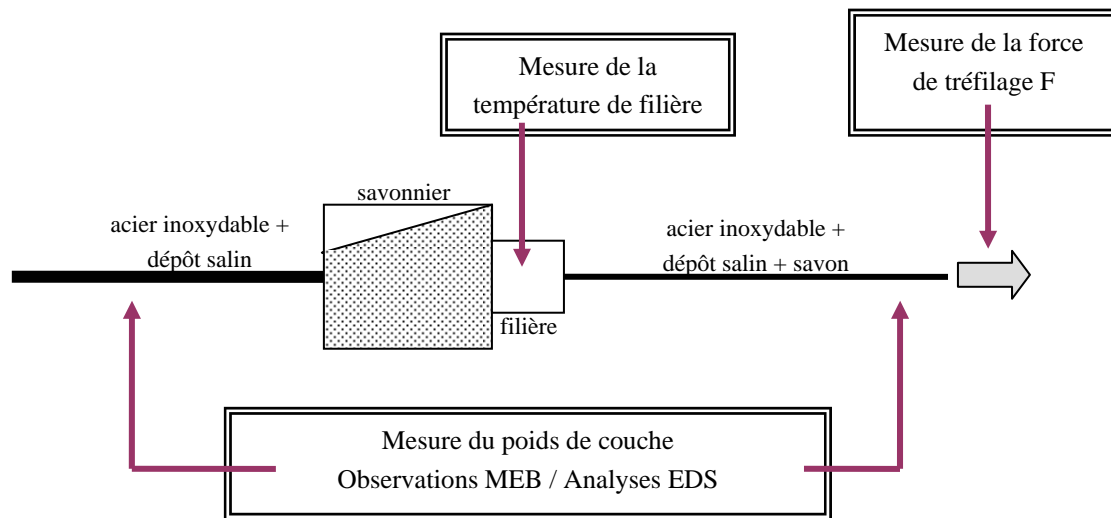 Mesure de la
température de filière
Mesure de la force
de tréfilage F
savonnier
acier inoxydable +
dépôt salin
acier inoxydable +
dépôt salin + savon
filière
Mesure du poids de couche
Observations MEB / Analyses EDS